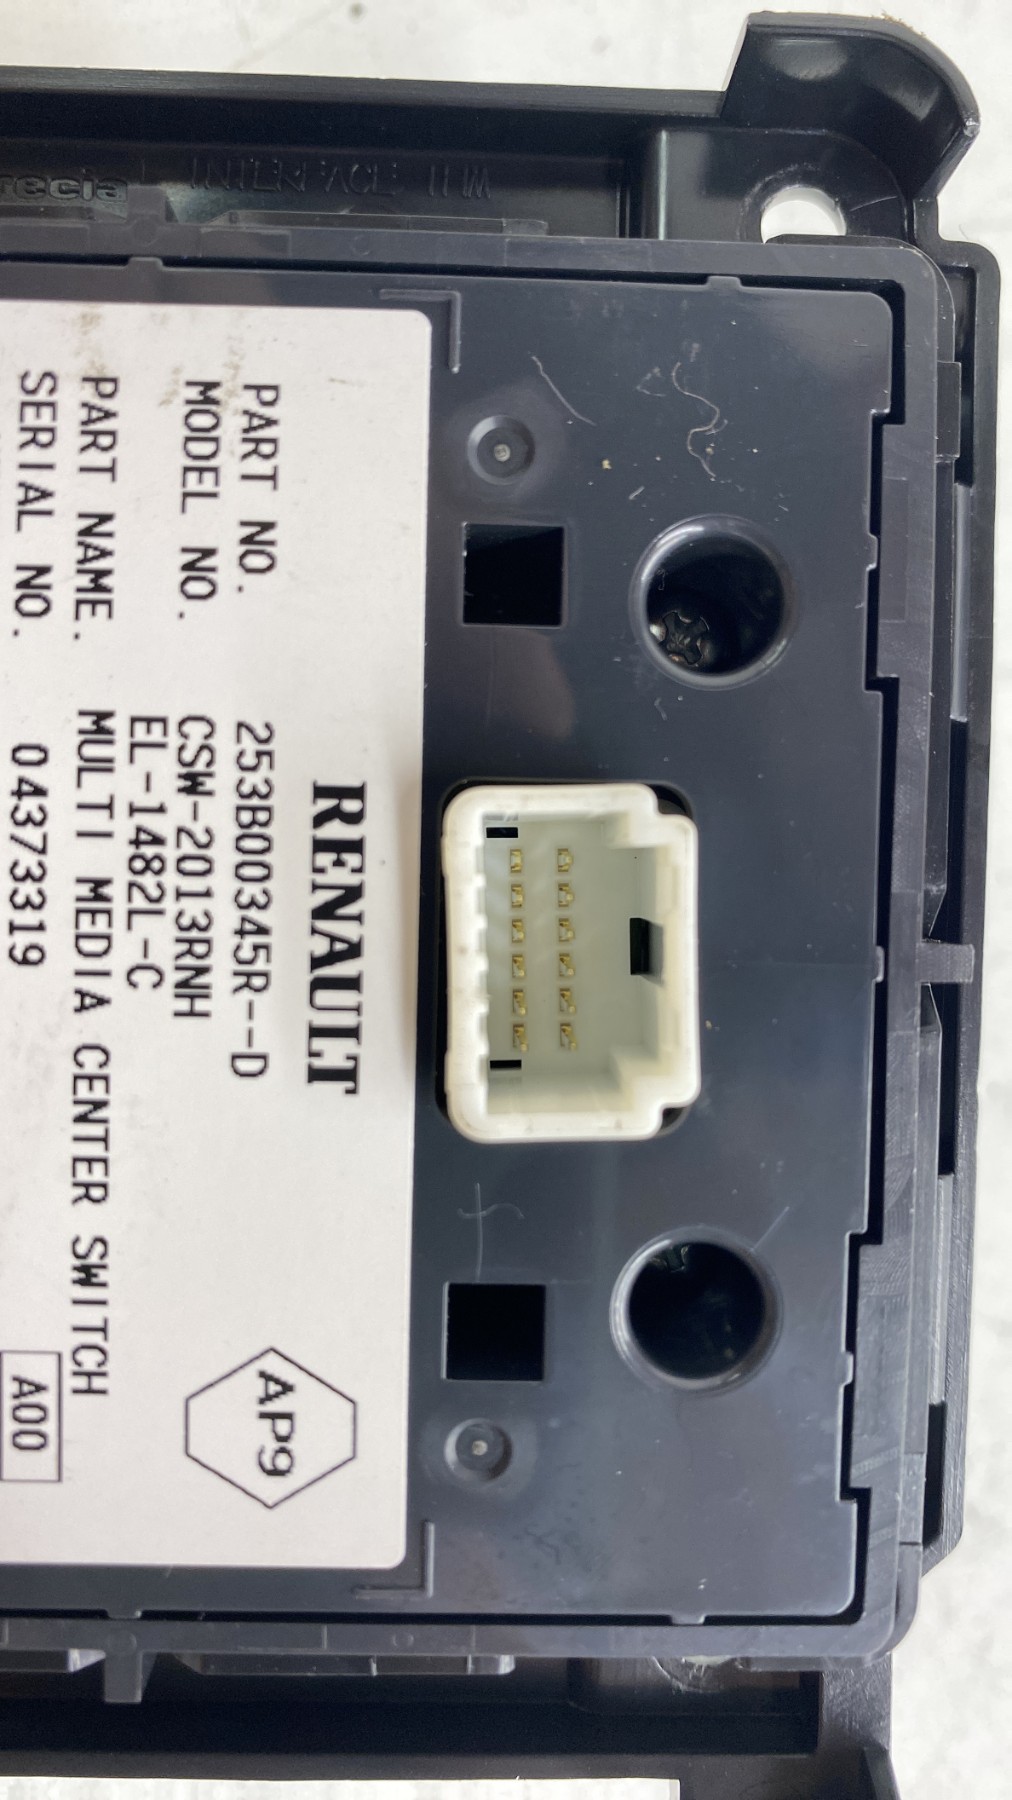 RENAULT
PART NO. 253B00345R--D
MODEL NO. CSW-2013RNH
EL-1482L-C
PART NAME. MULTI MEDIA CENTER SWITCH
SERIAL NO. 04373319
AP9
A00
recia
INTERFACE IHM